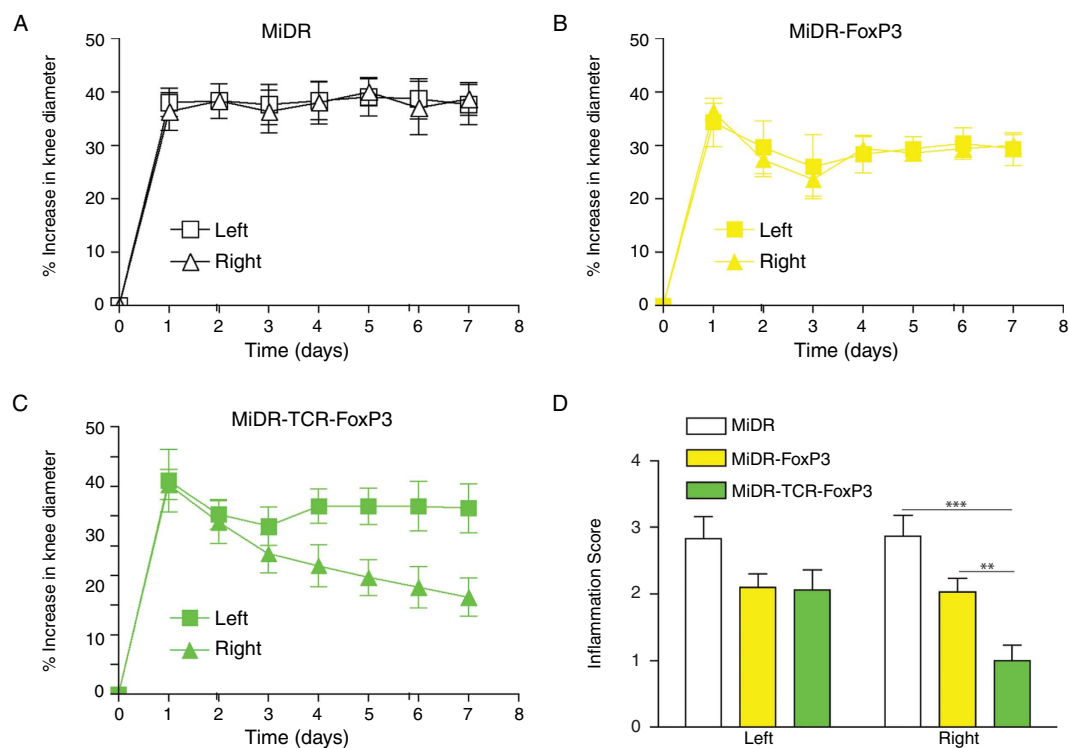 A
MiDR
50
40
30
20
10
0
% Increase in knee diameter
Left
Right
0 1 2 3 4 5 6 7 8
Time (days)
B
MiDR-FoxP3
50
40
30
20
10
0
% Increase in knee diameter
Left
Right
0 1 2 3 4 5 6 7 8
Time (days)
C
MiDR-TCR-FoxP3
50
40
30
20
10
0
% Increase in knee diameter
Left
Right
0 1 2 3 4 5 6 7 8
Time (days)
D
MiDR
MiDR-FoxP3
MiDR-TCR-FoxP3
4
3
2
1
0
Inflammation Score
***
**
Left Right